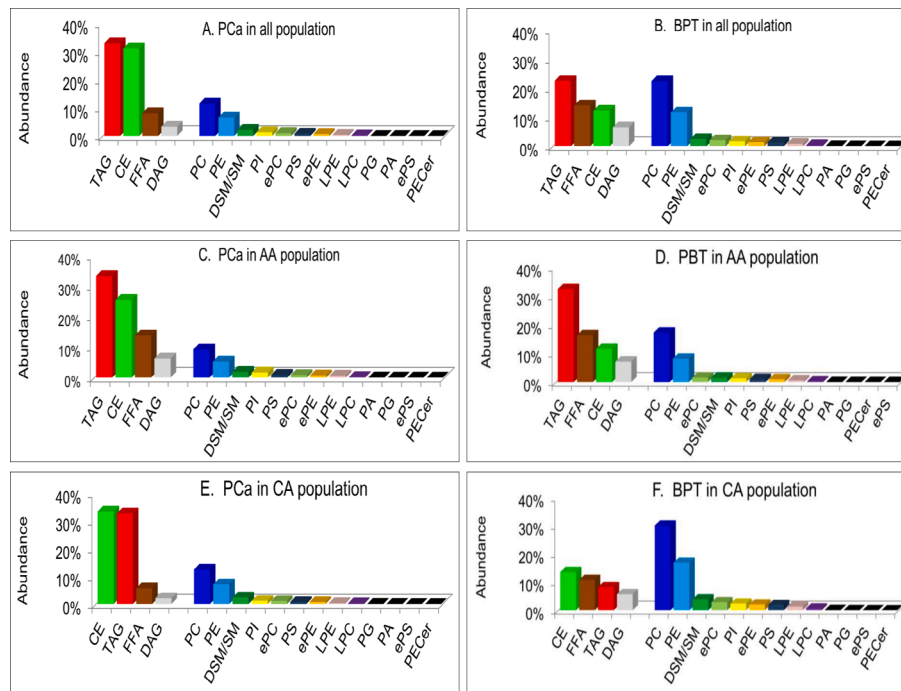 A. PCa in all population
Abundance
40%
30%
20%
10%
0%
TAG
CE
FFA
DAG
PC
PE
DSM/SM
PI
ePC
PS
ePE
LPE
LPC
PG
PA
ePS
PECer
B. BPT in all population
Abundance
40%
30%
20%
10%
0%
TAG
FFA
CE
DAG
PC
PE
DSM/SM
ePC
PI
ePE
PS
LPE
LPC
PA
PG
ePS
PECer
C. PCa in AA population
Abundance
40%
30%
20%
10%
0%
TAG
CE
FFA
DAG
PC
PE
DSM/SM
PI
PS
ePC
ePE
LPE
LPC
PA
PG
ePS
PECer
D. PBT in AA population
Abundance
40%
30%
20%
10%
0%
TAG
FFA
CE
DAG
PC
PE
ePC
DSM/SM
PI
PS
ePE
LPE
LPC
PA
PG
PECer
ePS
E. PCa in CA population
Abundance
40%
30%
20%
10%
0%
CE
TAG
FFA
DAG
PC
PE
DSM/SM
PI
ePC
PS
ePE
LPE
LPC
PG
PA
ePS
PECer
F. BPT in CA population
Abundance
40%
30%
20%
10%
0%
CE
FFA
TAG
DAG
PC
PE
DSM/SM
ePC
PI
ePE
PS
LPE
LPC
PA
PG
ePS
PECer